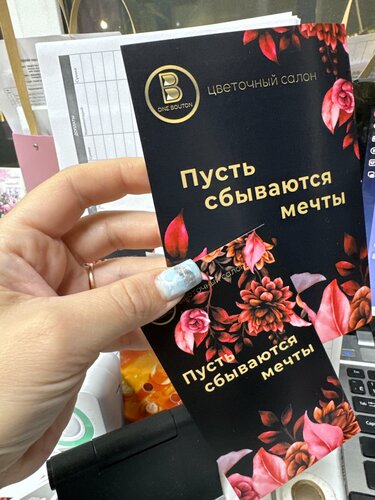 B
ONE BOUTON
цветочный салон
Пусть
сбываются
мечты
Пусть
сбываются
мечты